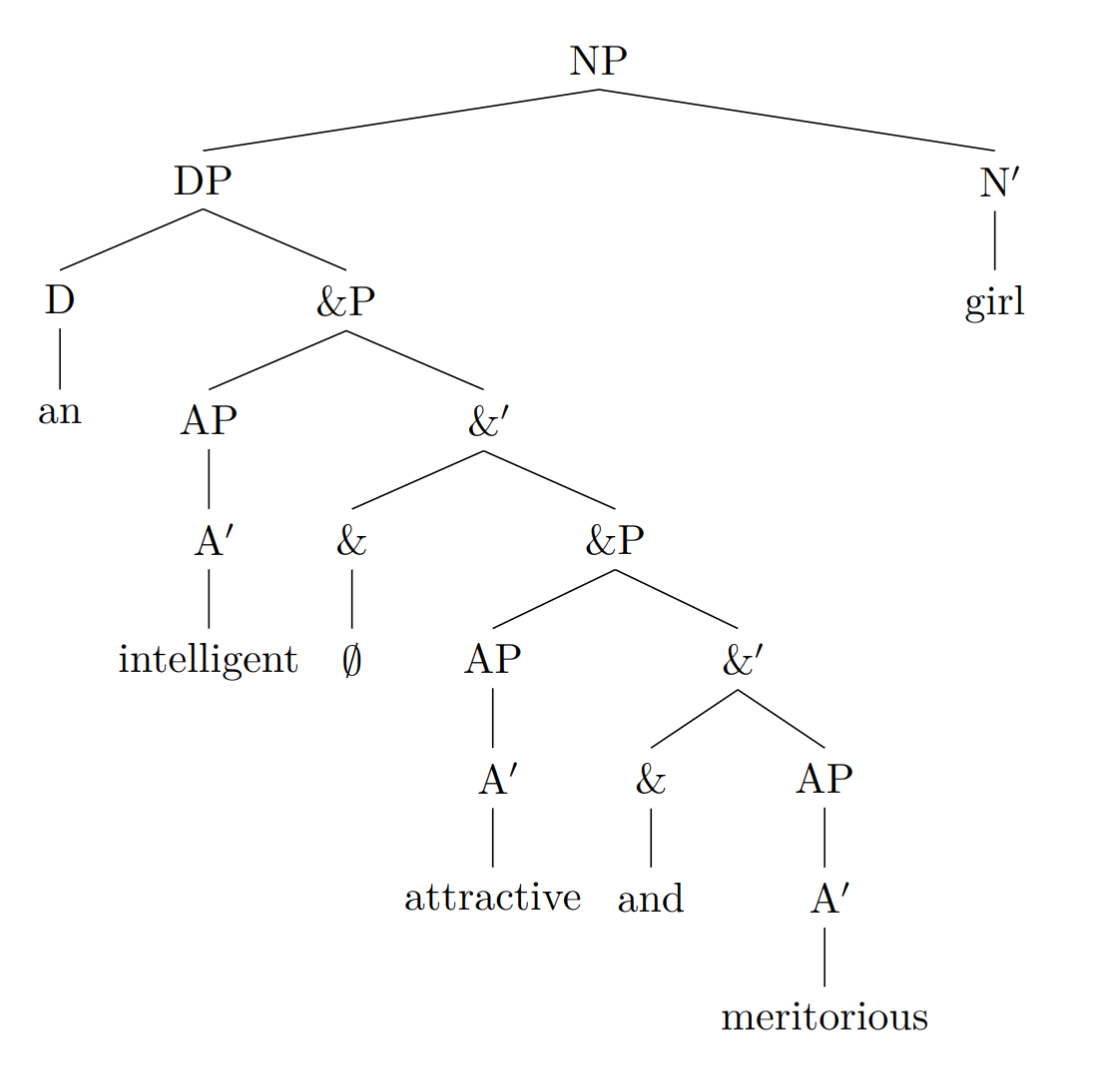 NP
DP N′
D &P girl
an AP &′
A′ & &P
intelligent ∅ AP &′
A′ & AP
attractive and A′
meritorious